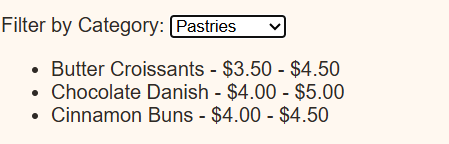 Filter by Category: Pastries
• Butter Croissants - $3.50 - $4.50
• Chocolate Danish - $4.00 - $5.00
• Cinnamon Buns - $4.00 - $4.50